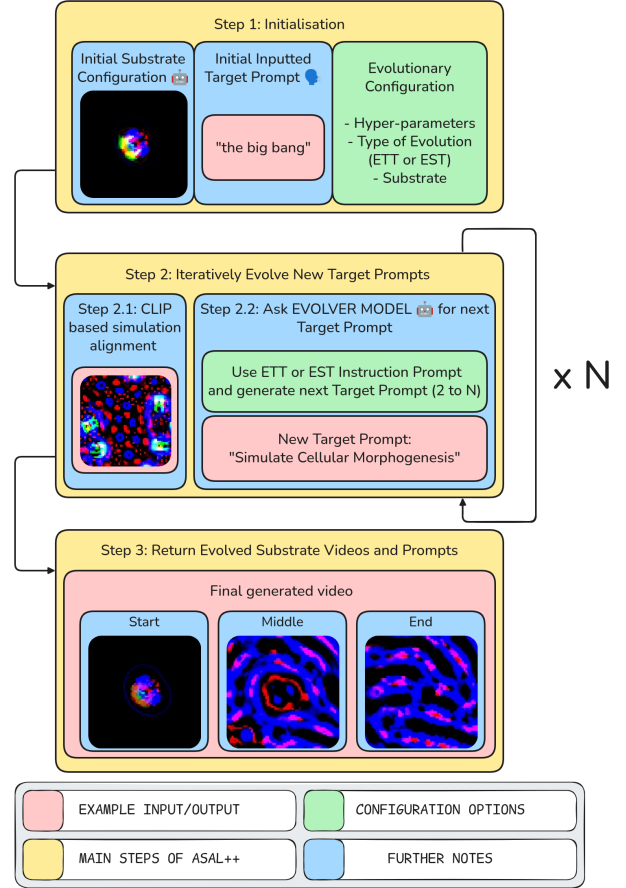 Step 1: Initialisation
Initial Substrate
Configuration 🤖
Initial Inputted
Target Prompt 🗣️
"the big bang"
Evolutionary
Configuration
- Hyper-parameters
- Type of Evolution
(ETT or EST)
- Substrate
Step 2: Iteratively Evolve New Target Prompts
Step 2.1: CLIP
based simulation
alignment
Step 2.2: Ask EVOLVER MODEL 🤖 for next
Target Prompt
Use ETT or EST Instruction Prompt
and generate next Target Prompt (2 to N)
New Target Prompt:
"Simulate Cellular Morphogenesis"
x N
Step 3: Return Evolved Substrate Videos and Prompts
Final generated video
Start
Middle
End
EXAMPLE INPUT/OUTPUT
CONFIGURATION OPTIONS
MAIN STEPS OF ASAL++
FURTHER NOTES